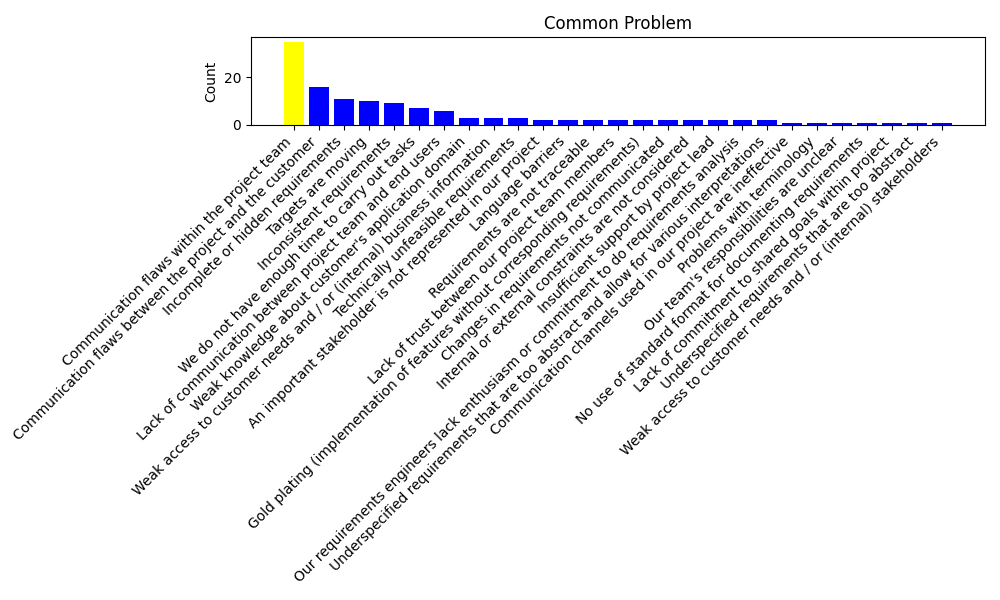 Common Problem
Count
20
0
Communication flaws within the project team
Communication flaws between the project and the customer
Incomplete or hidden requirements
Targets are moving
Inconsistent requirements
We do not have enough time to carry out tasks
Lack of communication between project team and end users
Weak knowledge about customer's application domain
Weak access to customer needs and / or (internal) business information
Technically unfeasible requirements
An important stakeholder is not represented in our project
Language barriers
Requirements are not traceable
Lack of trust between our project team members
Gold plating (implementation of features without corresponding requirements)
Changes in requirements not communicated
Internal or external constraints are not considered
Insufficient support by project lead
Our requirements engineers lack enthusiasm or commitment to do requirements analysis
Underspecified requirements that are too abstract and allow for various interpretations
Communication channels used in our project are ineffective
Problems with terminology
Our team's responsibilities are unclear
No use of standard format for documenting requirements
Lack of commitment to shared goals within project
Underspecified requirements that are too abstract
Weak access to customer needs and / or (internal) stakeholders